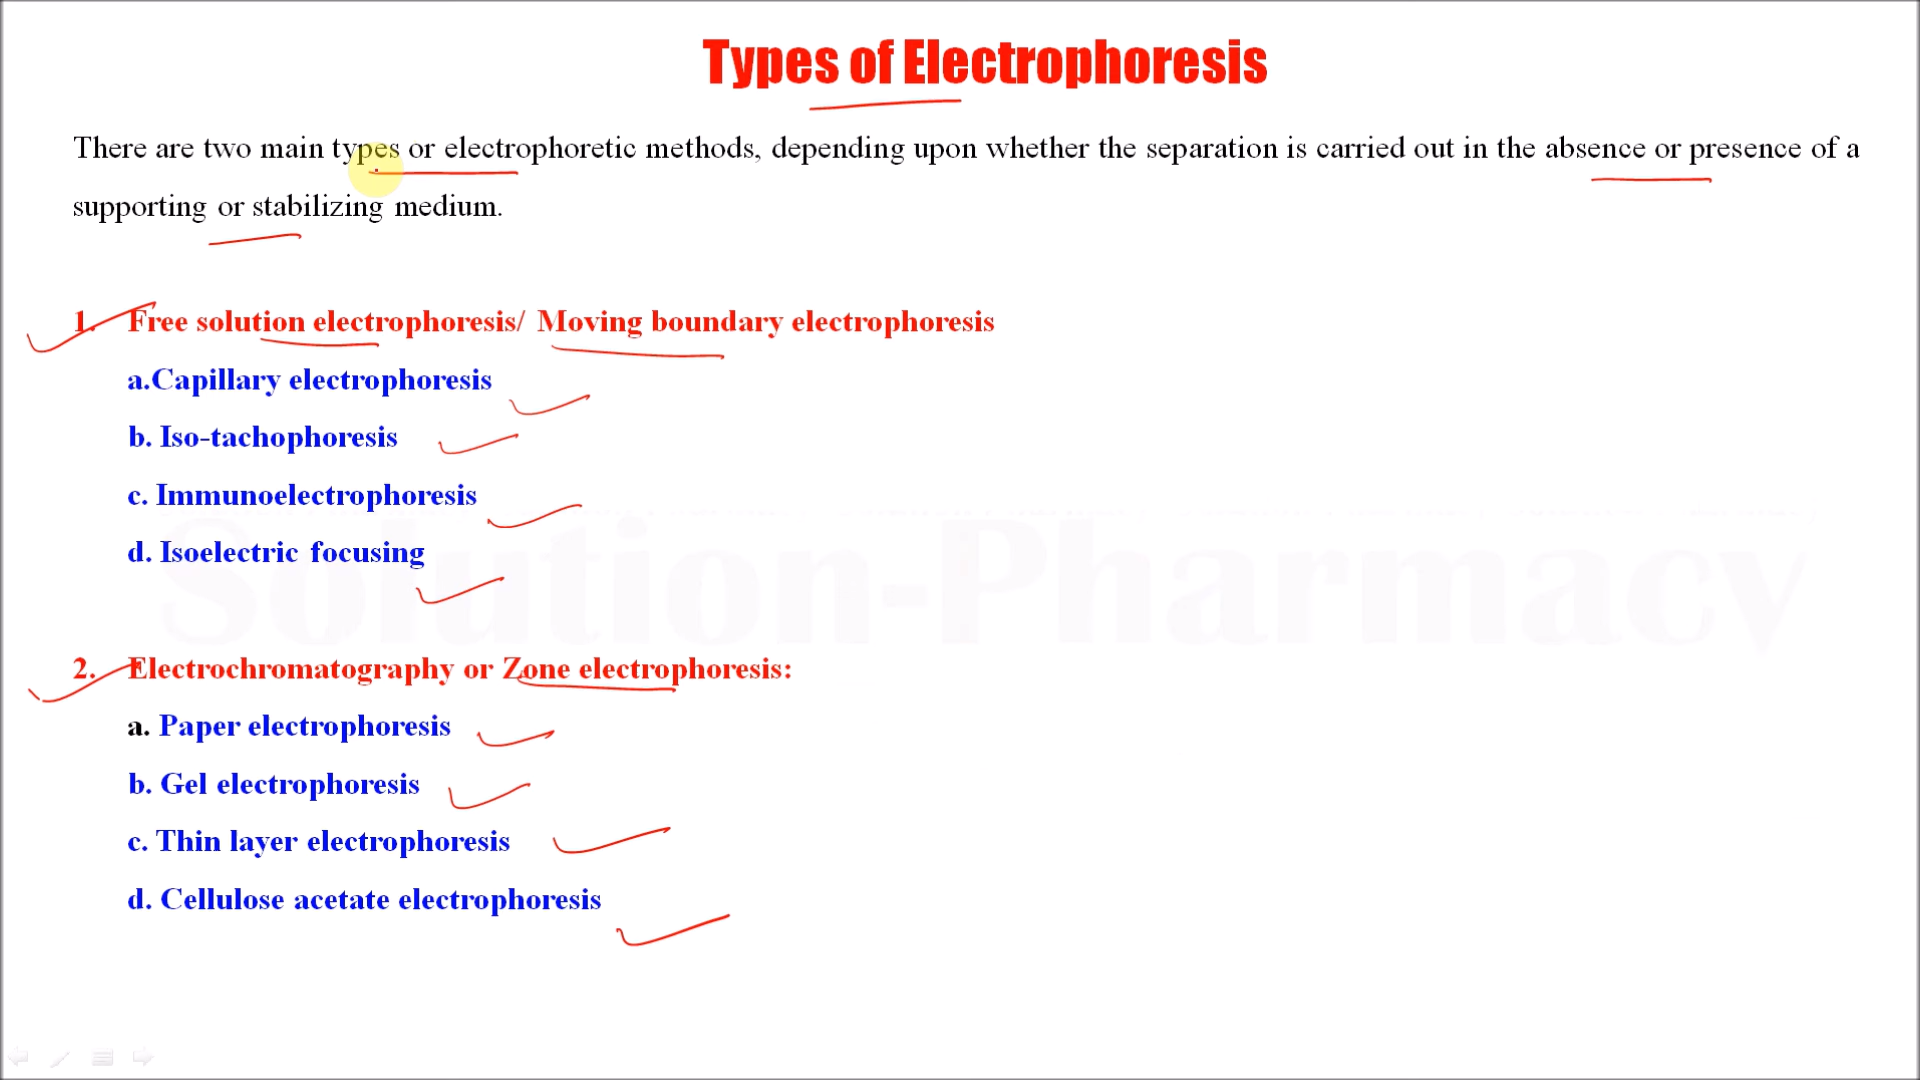 Types of Electrophoresis
There are two main types or electrophoretic methods, depending upon whether the separation is carried out in the absence or presence of a
supporting or stabilizing medium.
1. Free solution electrophoresis/ Moving boundary electrophoresis
a.Capillary electrophoresis
b. Iso-tachophoresis
c. Immunoelectrophoresis
d. Isoelectric focusing
Solution-Pharmacy
2. Electrochromatography or Zone electrophoresis:
a. Paper electrophoresis
b. Gel electrophoresis
c. Thin layer electrophoresis
d. Cellulose acetate electrophoresis